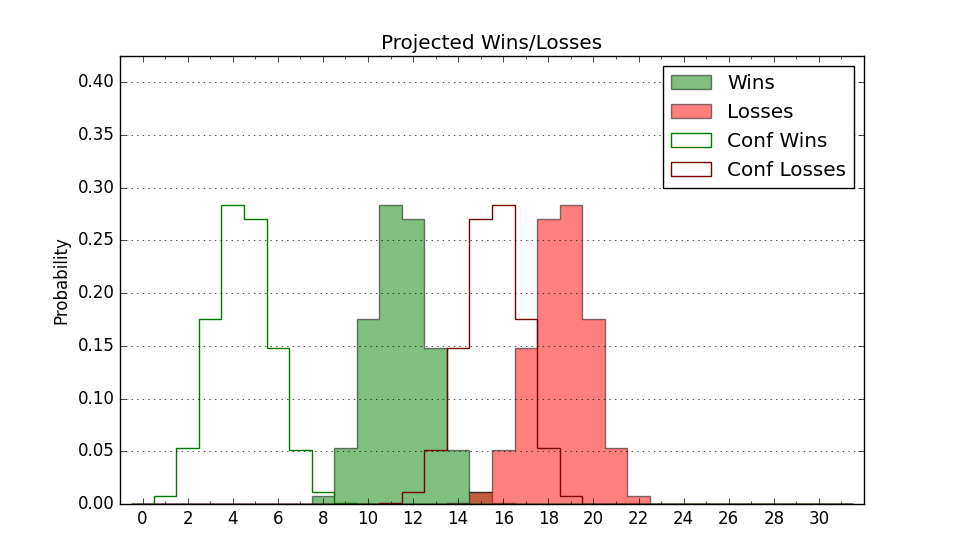 Projected Wins/Losses
Wins
Losses
Conf Wins
Conf Losses
Probability
0.40
0.35
0.30
0.25
0.20
0.15
0.10
0.05
0.00
0 2 4 6 8 10 12 14 16 18 20 22 24 26 28 30